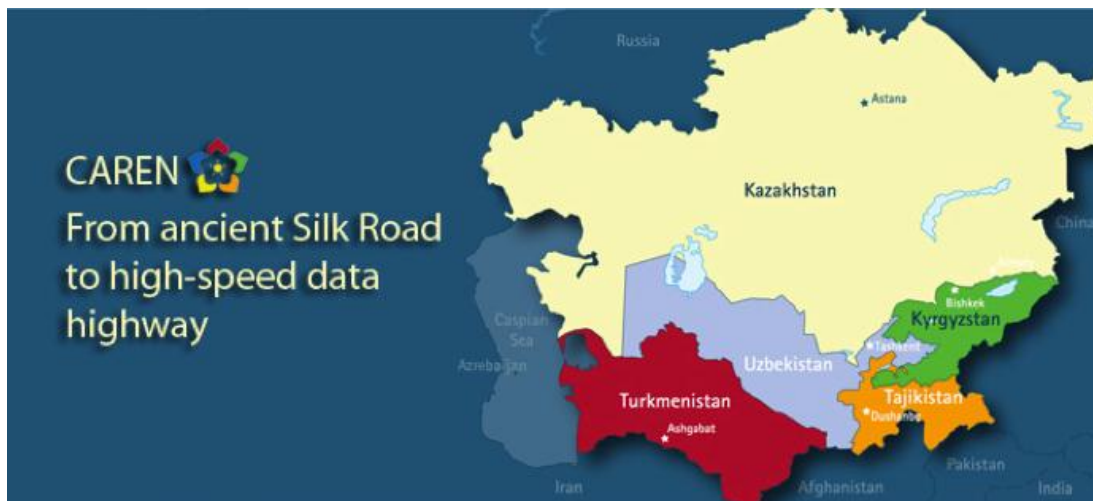 Russia
Astana
CAREN
From ancient Silk Road
to high-speed data
highway
Kazakhstan
China
Almaty
Bishkek
Kyrgyzstan
Caspian
Sea
Azrebaijan
Tashkent
Uzbekistan
Turkmenistan
Tajikistan
Dushanbe
Ashgabat
Pakistan
Iran
Afghanistan
India